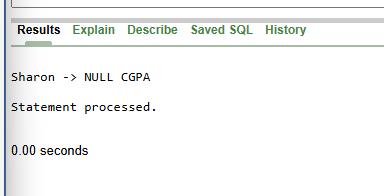 Results Explain Describe Saved SQL History
Sharon -> NULL CGPA
Statement processed.
0.00 seconds